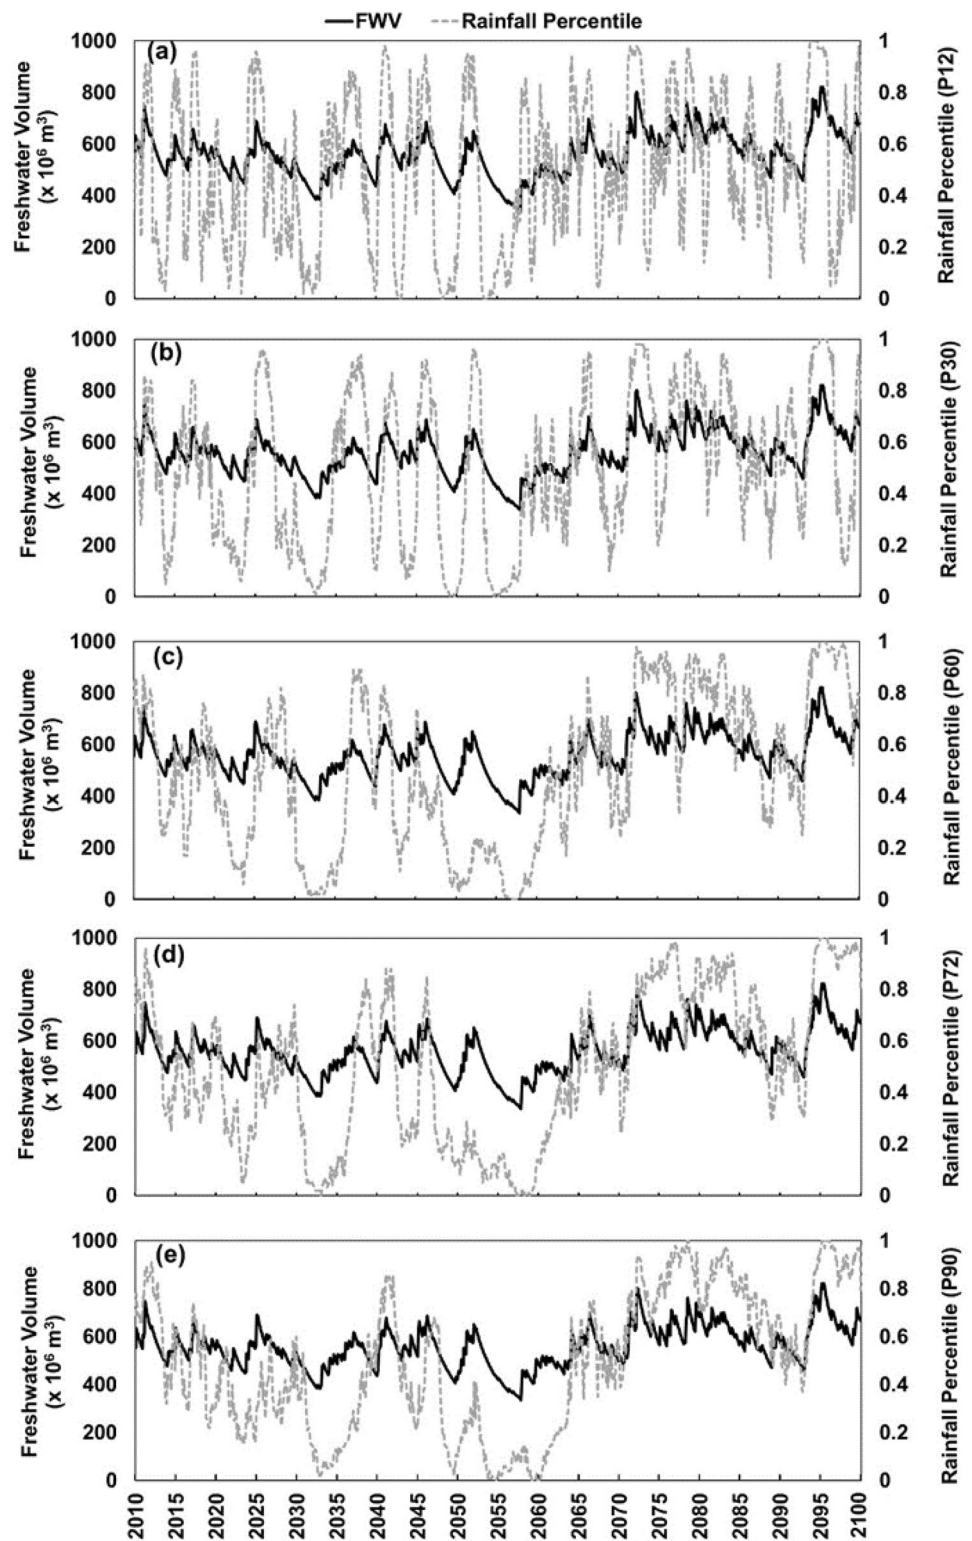 FWV Rainfall Percentile
(a)
1000
800
600
400
200
0
Freshwater Volume
(x 10⁶ m³)
1
0.8
0.6
0.4
0.2
0
Rainfall Percentile (P12)
(b)
1000
800
600
400
200
0
Freshwater Volume
(x 10⁶ m³)
1
0.8
0.6
0.4
0.2
0
Rainfall Percentile (P30)
(c)
1000
800
600
400
200
0
Freshwater Volume
(x 10⁶ m³)
1
0.8
0.6
0.4
0.2
0
Rainfall Percentile (P60)
(d)
1000
800
600
400
200
0
Freshwater Volume
(x 10⁶ m³)
1
0.8
0.6
0.4
0.2
0
Rainfall Percentile (P72)
(e)
1000
800
600
400
200
0
Freshwater Volume
(x 10⁶ m³)
1
0.8
0.6
0.4
0.2
0
Rainfall Percentile (P90)
2010 2015 2020 2025 2030 2035 2040 2045 2050 2055 2060 2065 2070 2075 2080 2085 2090 2095 2100